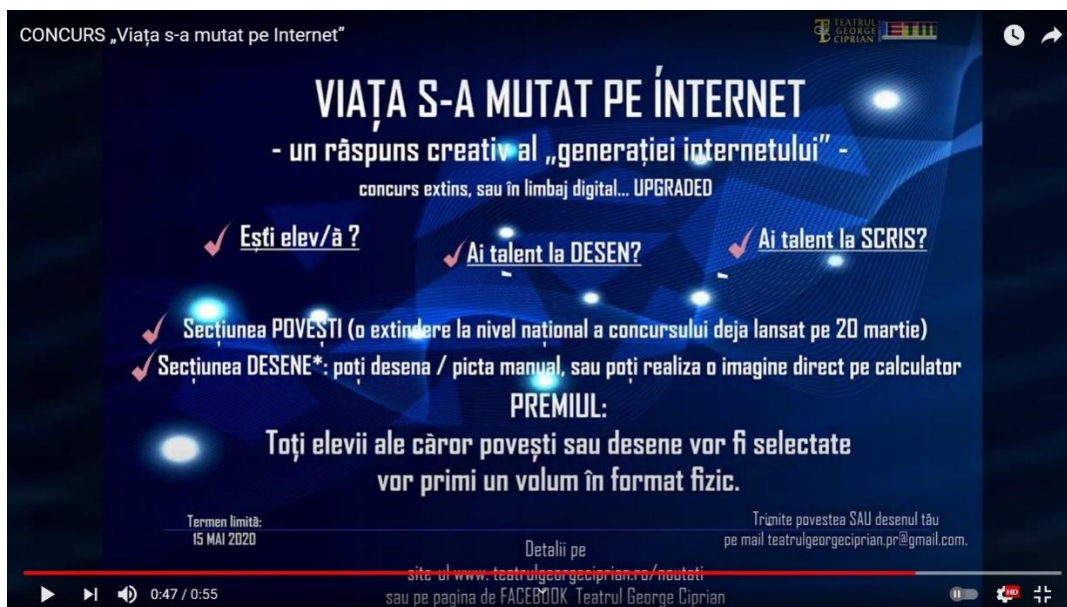 CONCURS „Viața s-a mutat pe Internet”
TEATRUL
GEORGE
CIPRIAN
VIAȚA S-A MUTAT PE ÍNTERNET
- un răspuns creativ al „generației internetului” -
concurs extins, sau în limbaj digital... UPGRADED
Ești elev/à ?
Ai talent la DESEN?
Ai talent la SCRIS?
Secțiunea POVEȘTI (o extindere la nivel național a concursului deja lansat pe 20 martie)
Secțiunea DESENE*: poți desena / picta manual, sau poți realiza o imagine direct pe calculator
PREMIUL:
Toți elevii ale càror povești sau desene vor fi selectate
vor primi un volum în format fizic.
Termen limită:
15 MAI 2020
Trimite povestea SAU desenul tău
pe mail teatrulgeorgeciprian.pr@gmail.com.
Detalii pe
site-ul www. teatrulgeorgeciprian.ro/noutati
sau pe pagina de FACEBOOK Teatrul George Ciprian
0:47 / 0:55
HD